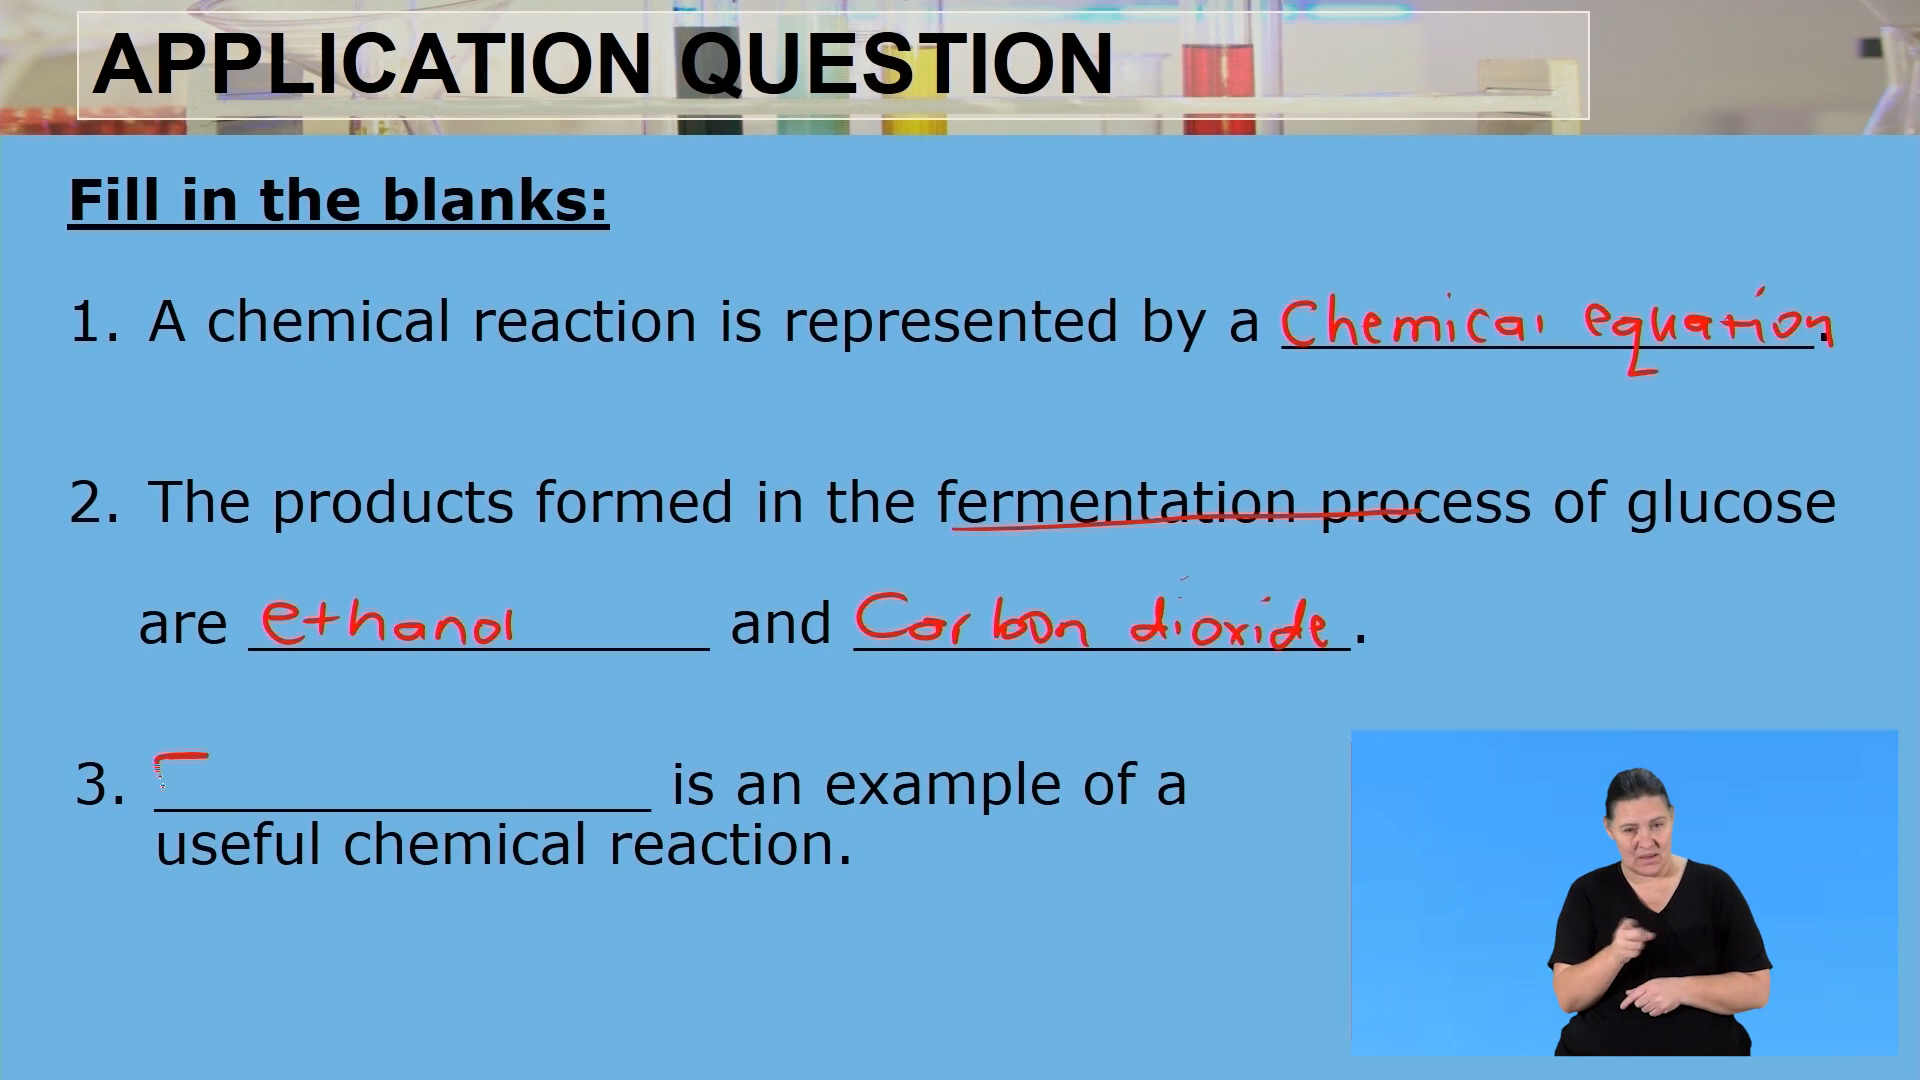 APPLICATION QUESTION
Fill in the blanks:
1. A chemical reaction is represented by a Chemical equation.
2. The products formed in the fermentation process of glucose
are ethanol and Carbon dioxide.
3. ____________ is an example of a
useful chemical reaction.